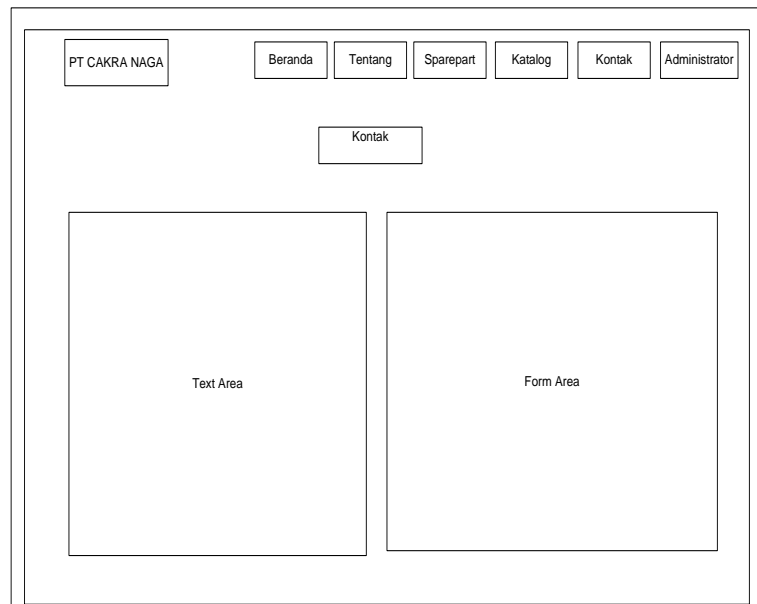 PT CAKRA NAGA
Beranda
Tentang
Sparepart
Katalog
Kontak
Administrator
Kontak
Text Area
Form Area